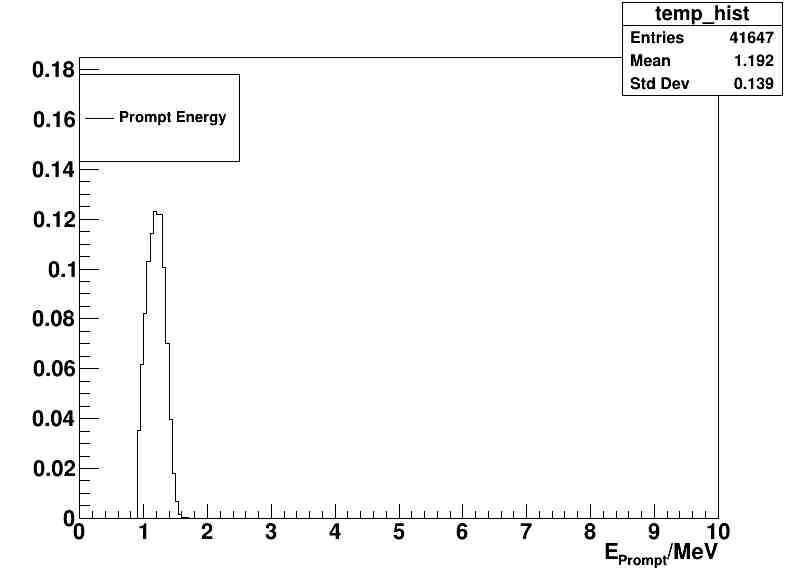 temp_hist
Entries 41647
Mean 1.192
Std Dev 0.139
0.18
Prompt Energy
0.16
0.14
0.12
0.1
0.08
0.06
0.04
0.02
0
0 1 2 3 4 5 6 7 8 9 10
E_Prompt/MeV